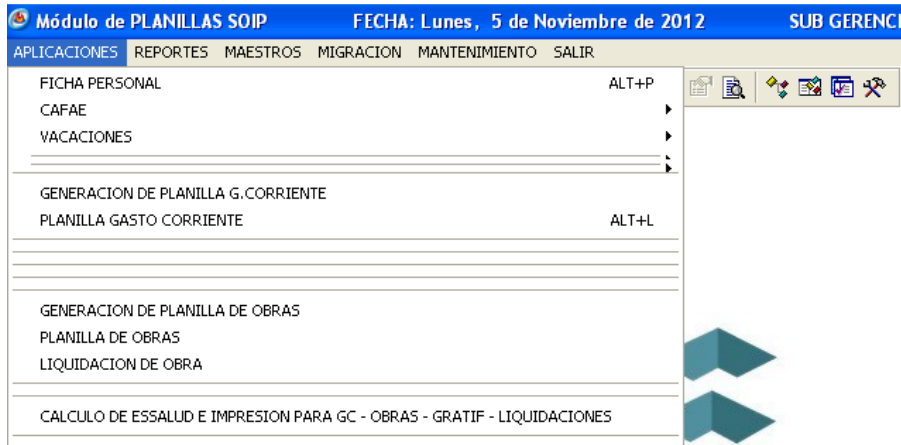 Módulo de PLANILLAS SOIP FECHA: Lunes, 5 de Noviembre de 2012 SUB GERENCI
APLICACIONES REPORTES MAESTROS MIGRACION MANTENIMIENTO SALIR
FICHA PERSONAL ALT+P
CAFAE
VACACIONES
GENERACION DE PLANILLA G.CORRIENTE
PLANILLA GASTO CORRIENTE ALT+L
GENERACION DE PLANILLA DE OBRAS
PLANILLA DE OBRAS
LIQUIDACION DE OBRA
CALCULO DE ESSALUD E IMPRESION PARA GC - OBRAS - GRATIF - LIQUIDACIONES